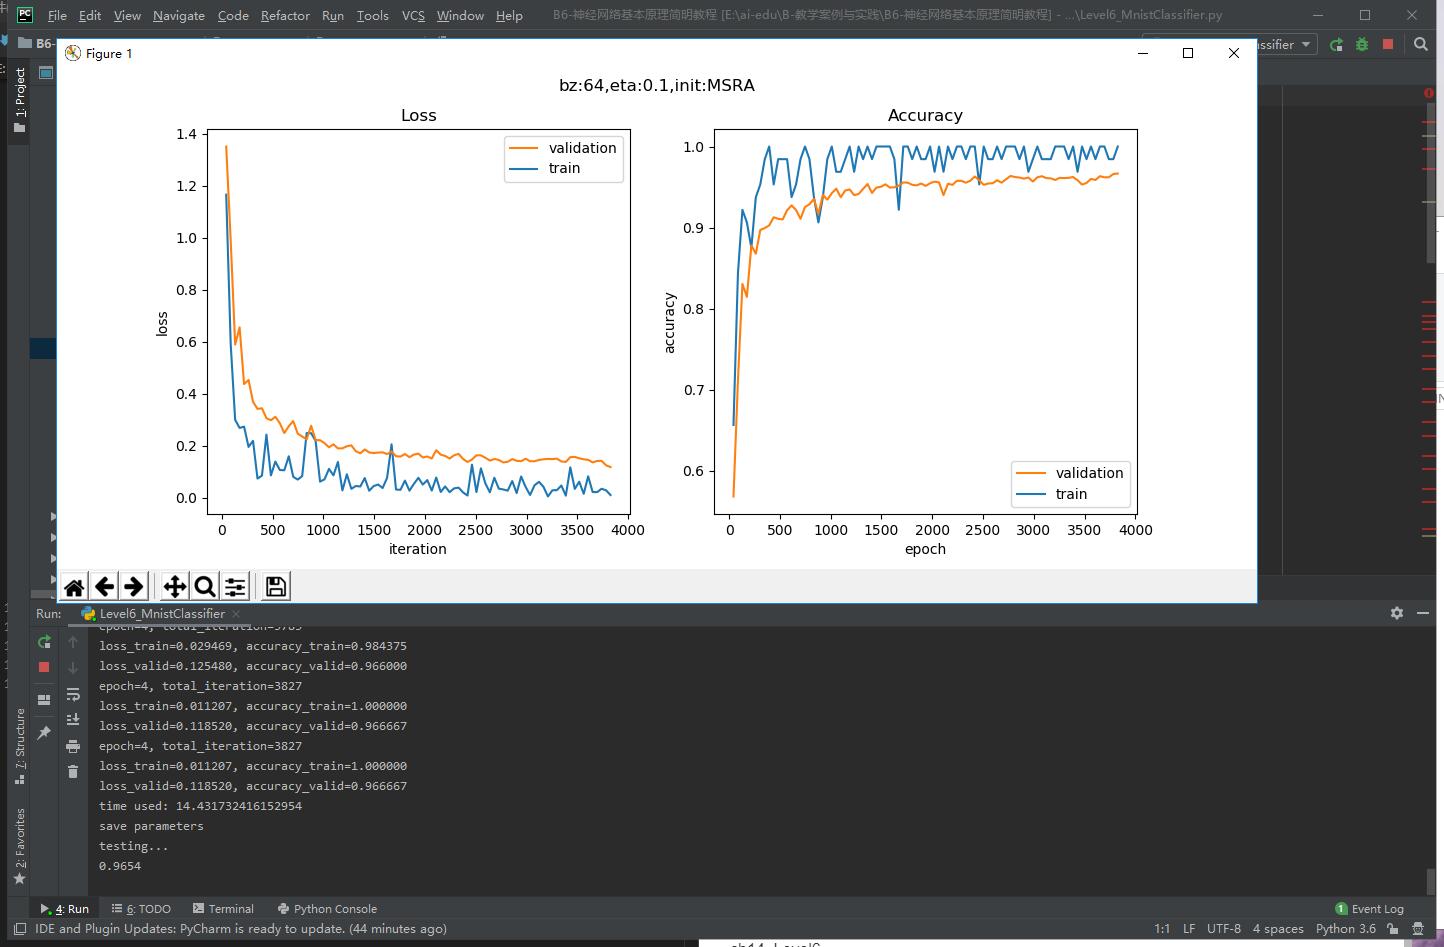 File Edit View Navigate Code Refactor Run Tools VCS Window Help
B6-神经网络基本原理简明教程 [E:\ai-edu\B-教学案例与实践\B6-神经网络基本原理简明教程] - ...\Level6_MnistClassifier.py
B6-
ssifier
1: Project
Figure 1
bz:64,eta:0.1,init:MSRA
Loss
Accuracy
validation
train
1.4
1.2
1.0
0.8
0.6
0.4
0.2
0.0
loss
0 500 1000 1500 2000 2500 3000 3500 4000
iteration
1.0
0.9
0.8
0.7
0.6
accuracy
validation
train
0 500 1000 1500 2000 2500 3000 3500 4000
epoch
Run: Level6_MnistClassifier
epoch=4, total_iteration=3785
loss_train=0.029469, accuracy_train=0.984375
loss_valid=0.125480, accuracy_valid=0.966000
epoch=4, total_iteration=3827
loss_train=0.011207, accuracy_train=1.000000
loss_valid=0.118520, accuracy_valid=0.966667
epoch=4, total_iteration=3827
loss_train=0.011207, accuracy_train=1.000000
loss_valid=0.118520, accuracy_valid=0.966667
time used: 14.431732416152954
save parameters
testing...
0.9654
7: Structure
2: Favorites
4: Run 6: TODO Terminal Python Console
1 Event Log
IDE and Plugin Updates: PyCharm is ready to update. (44 minutes ago)
1:1 LF UTF-8 4 spaces Python 3.6